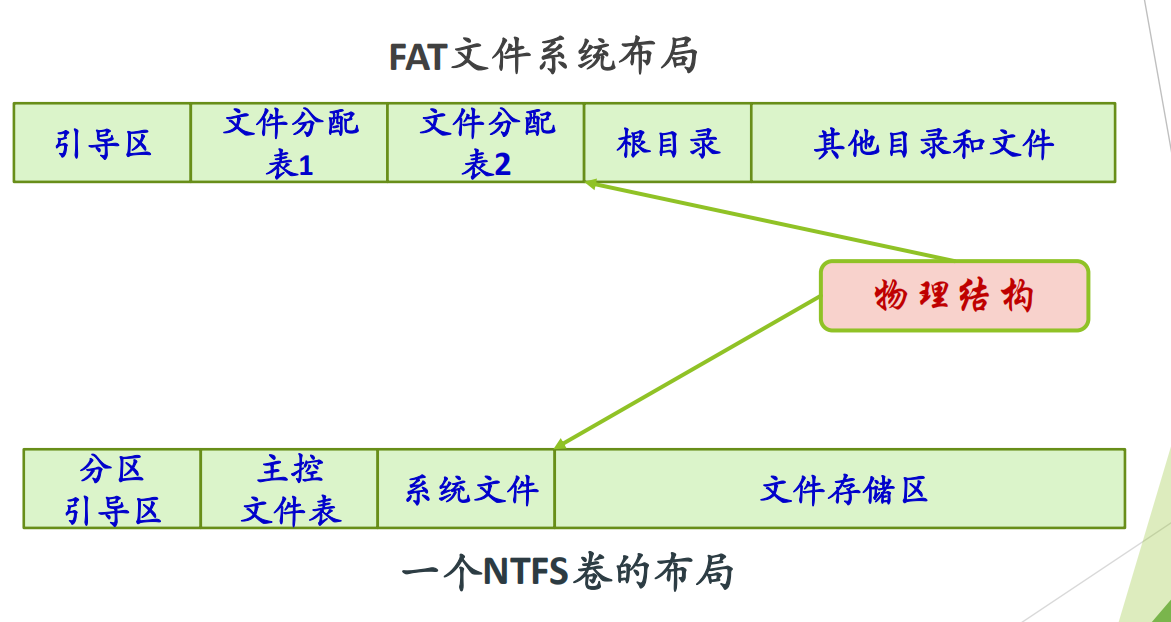 FAT文件系统布局
引导区
文件分配
表1
文件分配
表2
根目录
其他目录和文件
物理结构
分区
引导区
主控
文件表
系统文件
文件存储区
一个NTFS卷的布局